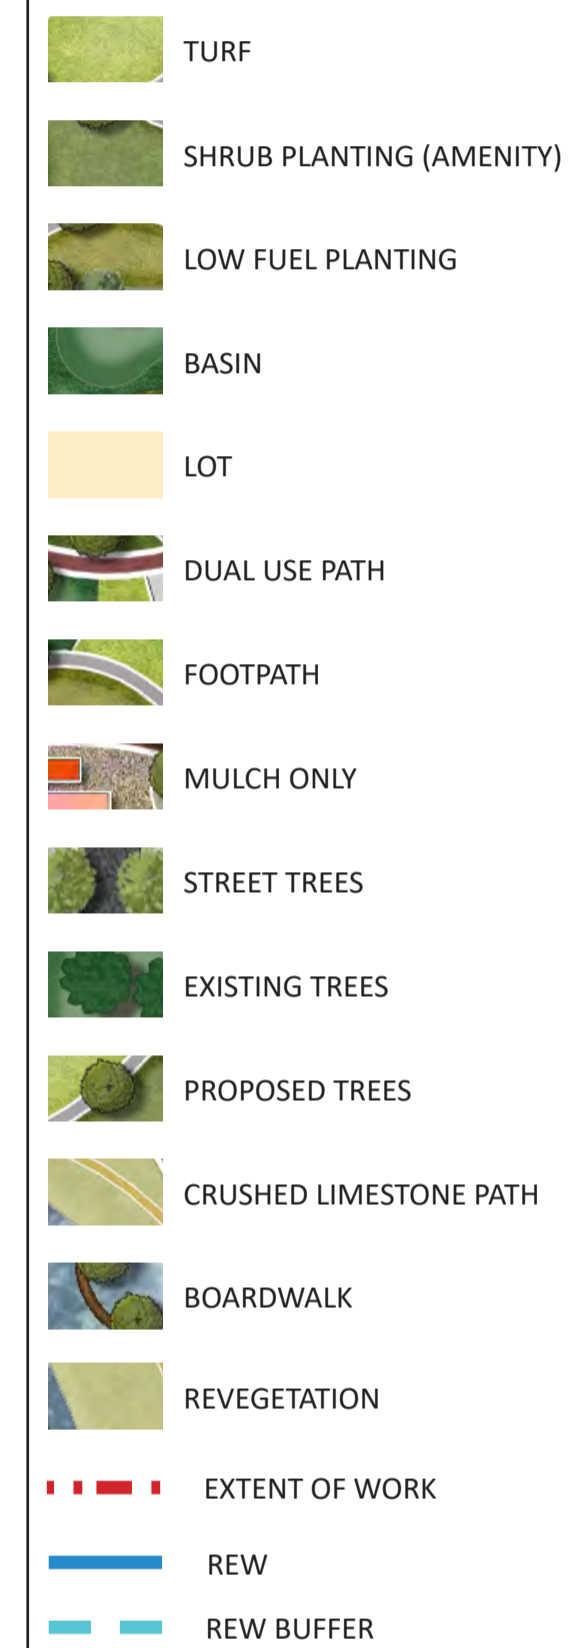 TURF
SHRUB PLANTING (AMENITY)
LOW FUEL PLANTING
BASIN
LOT
DUAL USE PATH
FOOTPATH
MULCH ONLY
STREET TREES
EXISTING TREES
PROPOSED TREES
CRUSHED LIMESTONE PATH
BOARDWALK
REVEGETATION
EXTENT OF WORK
REW
REW BUFFER